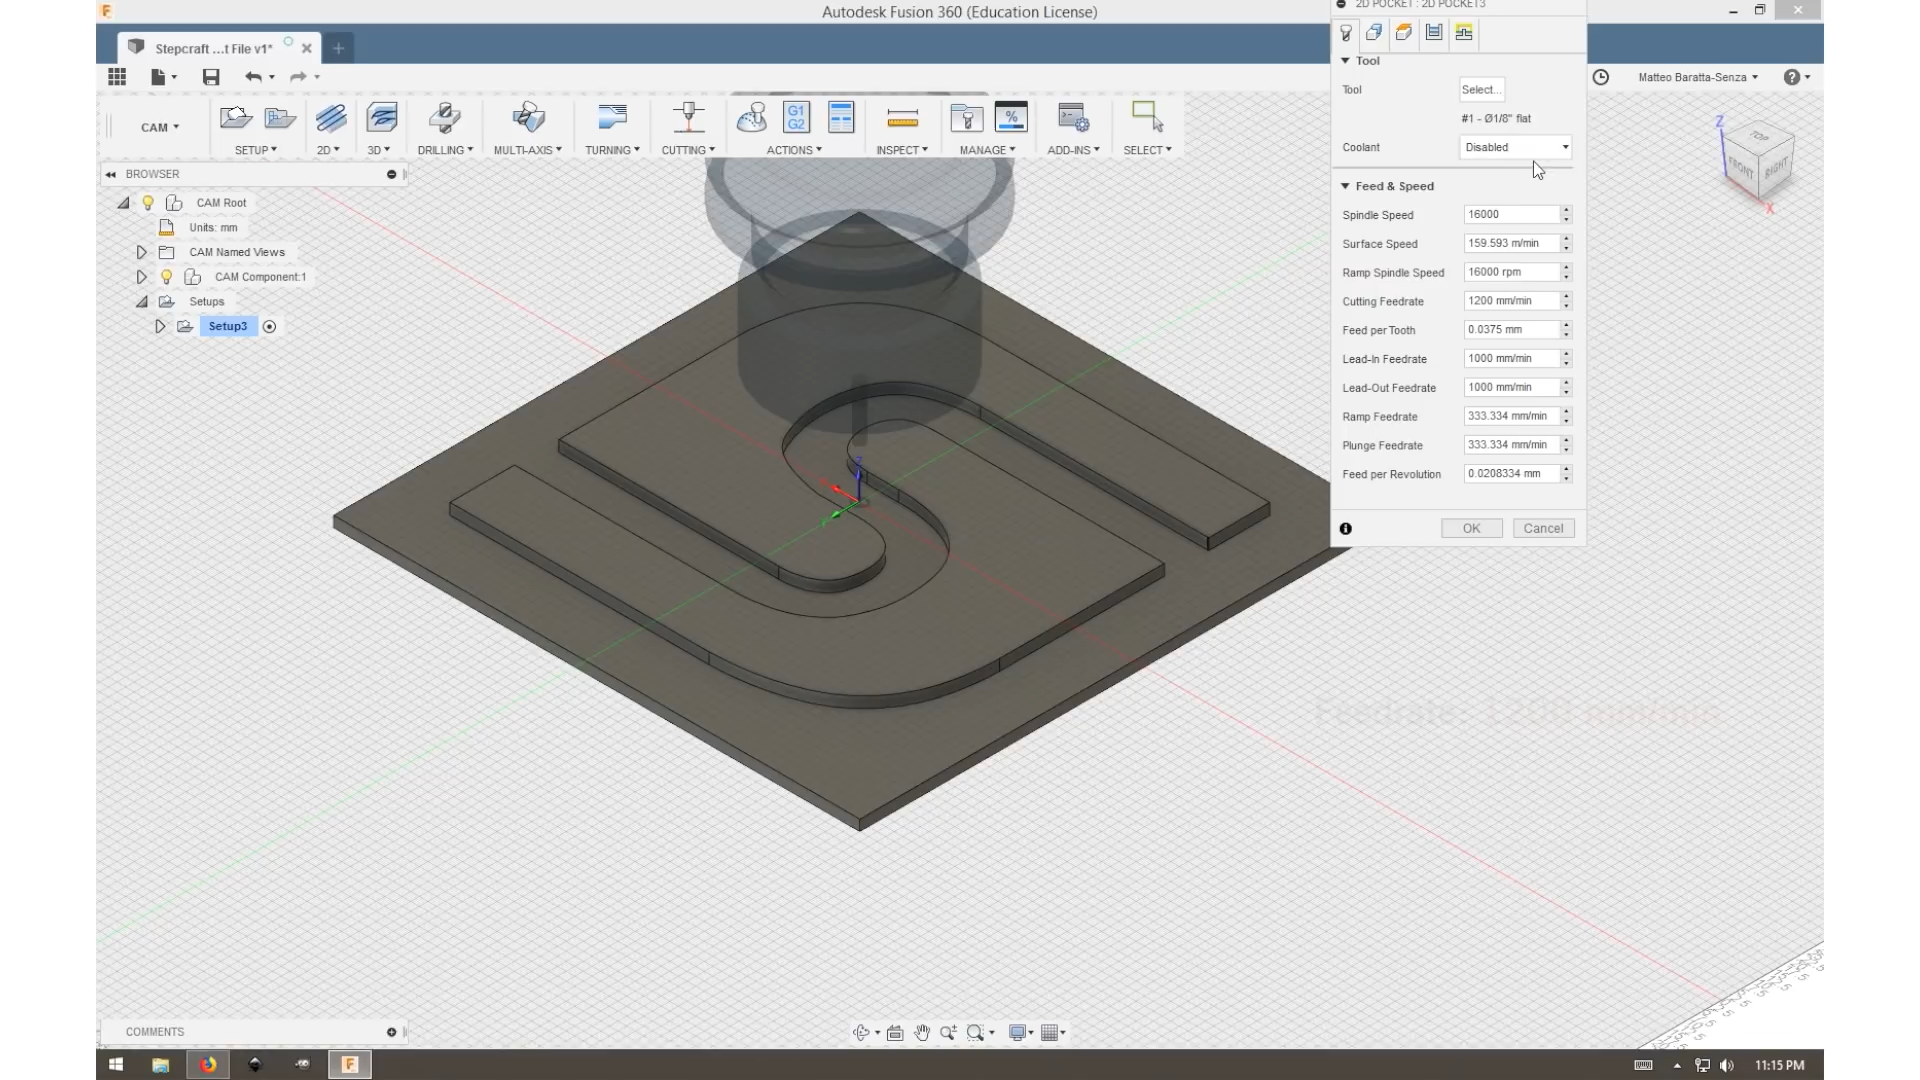 Autodesk Fusion 360 (Education License)
2D POCKET : 2D POCKET3
Stepcraft ...t File v1*
Matteo Baratta-Senza
CAM
SETUP
2D
3D
DRILLING
MULTI-AXIS
TURNING
CUTTING
ACTIONS
INSPECT
MANAGE
ADD-INS
SELECT
G1
G2
%
BROWSER
CAM Root
Units: mm
CAM Named Views
CAM Component:1
Setups
Setup3
Tool
Tool Select...
#1 - Ø1/8" flat
Coolant Disabled
Feed & Speed
Spindle Speed 16000
Surface Speed 159.593 m/min
Ramp Spindle Speed 16000 rpm
Cutting Feedrate 1200 mm/min
Feed per Tooth 0.0375 mm
Lead-In Feedrate 1000 mm/min
Lead-Out Feedrate 1000 mm/min
Ramp Feedrate 333.334 mm/min
Plunge Feedrate 333.334 mm/min
Feed per Revolution 0.0208334 mm
OK Cancel
Z
TOP
FRONT
RIGHT
X
Z
COMMENTS
11:15 PM